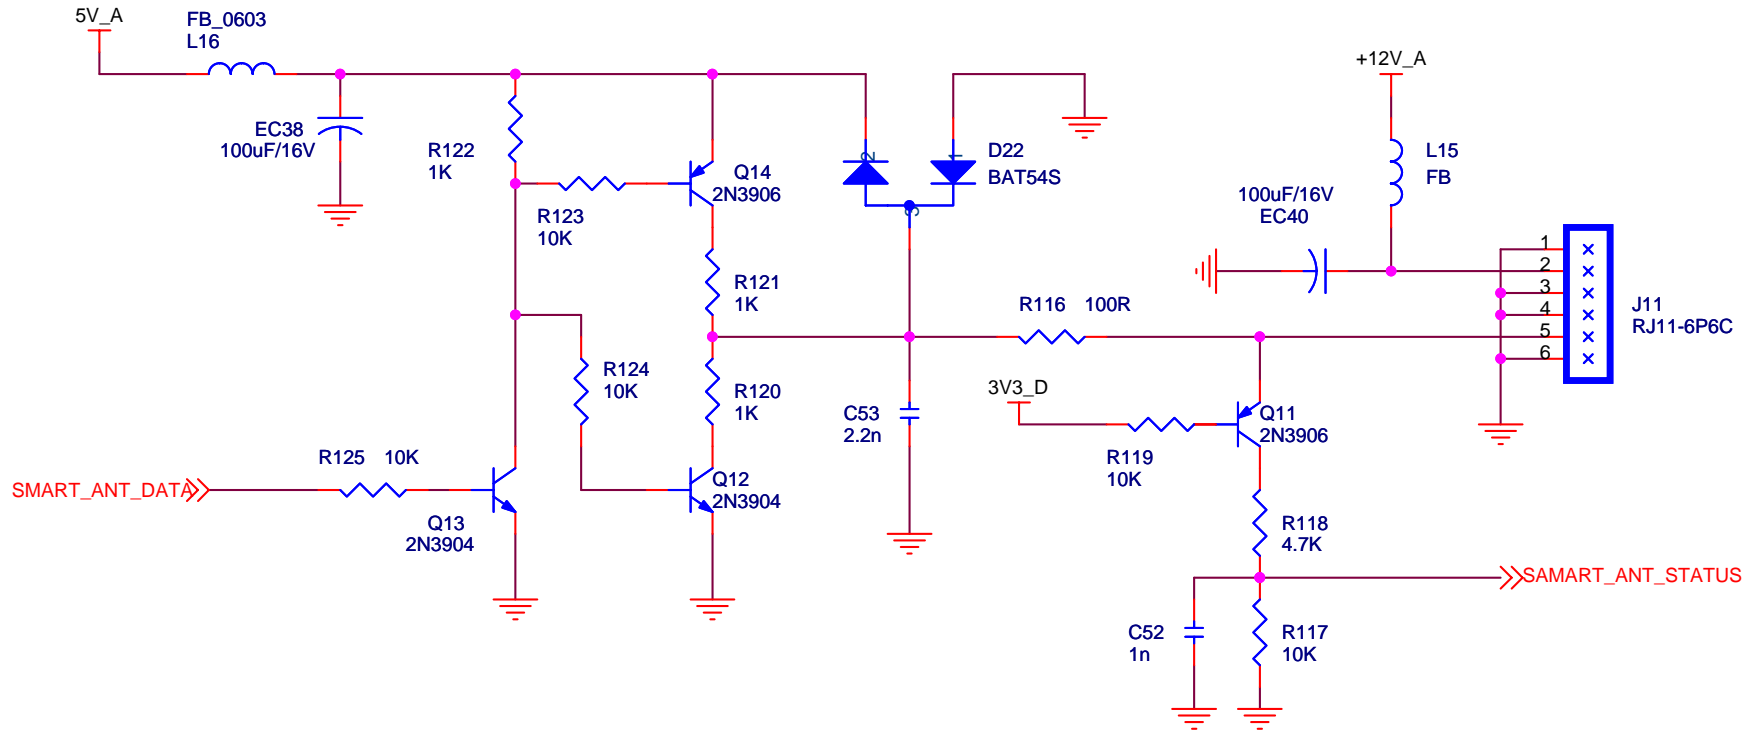 5V_A
FB_0603
L16
EC38
100uF/16V
R122
1K
R123
10K
Q14
2N3906
R121
1K
2
1
D22
BAT54S
3
+12V_A
L15
FB
100uF/16V
EC40
1
2
3
4
5
6
J11
RJ11-6P6C
R116 100R
R124
10K
R120
1K
C53
2.2n
3V3_D
R119
10K
Q11
2N3906
R125 10K
SMART_ANT_DATA
Q13
2N3904
Q12
2N3904
R118
4.7K
SAMART_ANT_STATUS
C52
1n
R117
10K